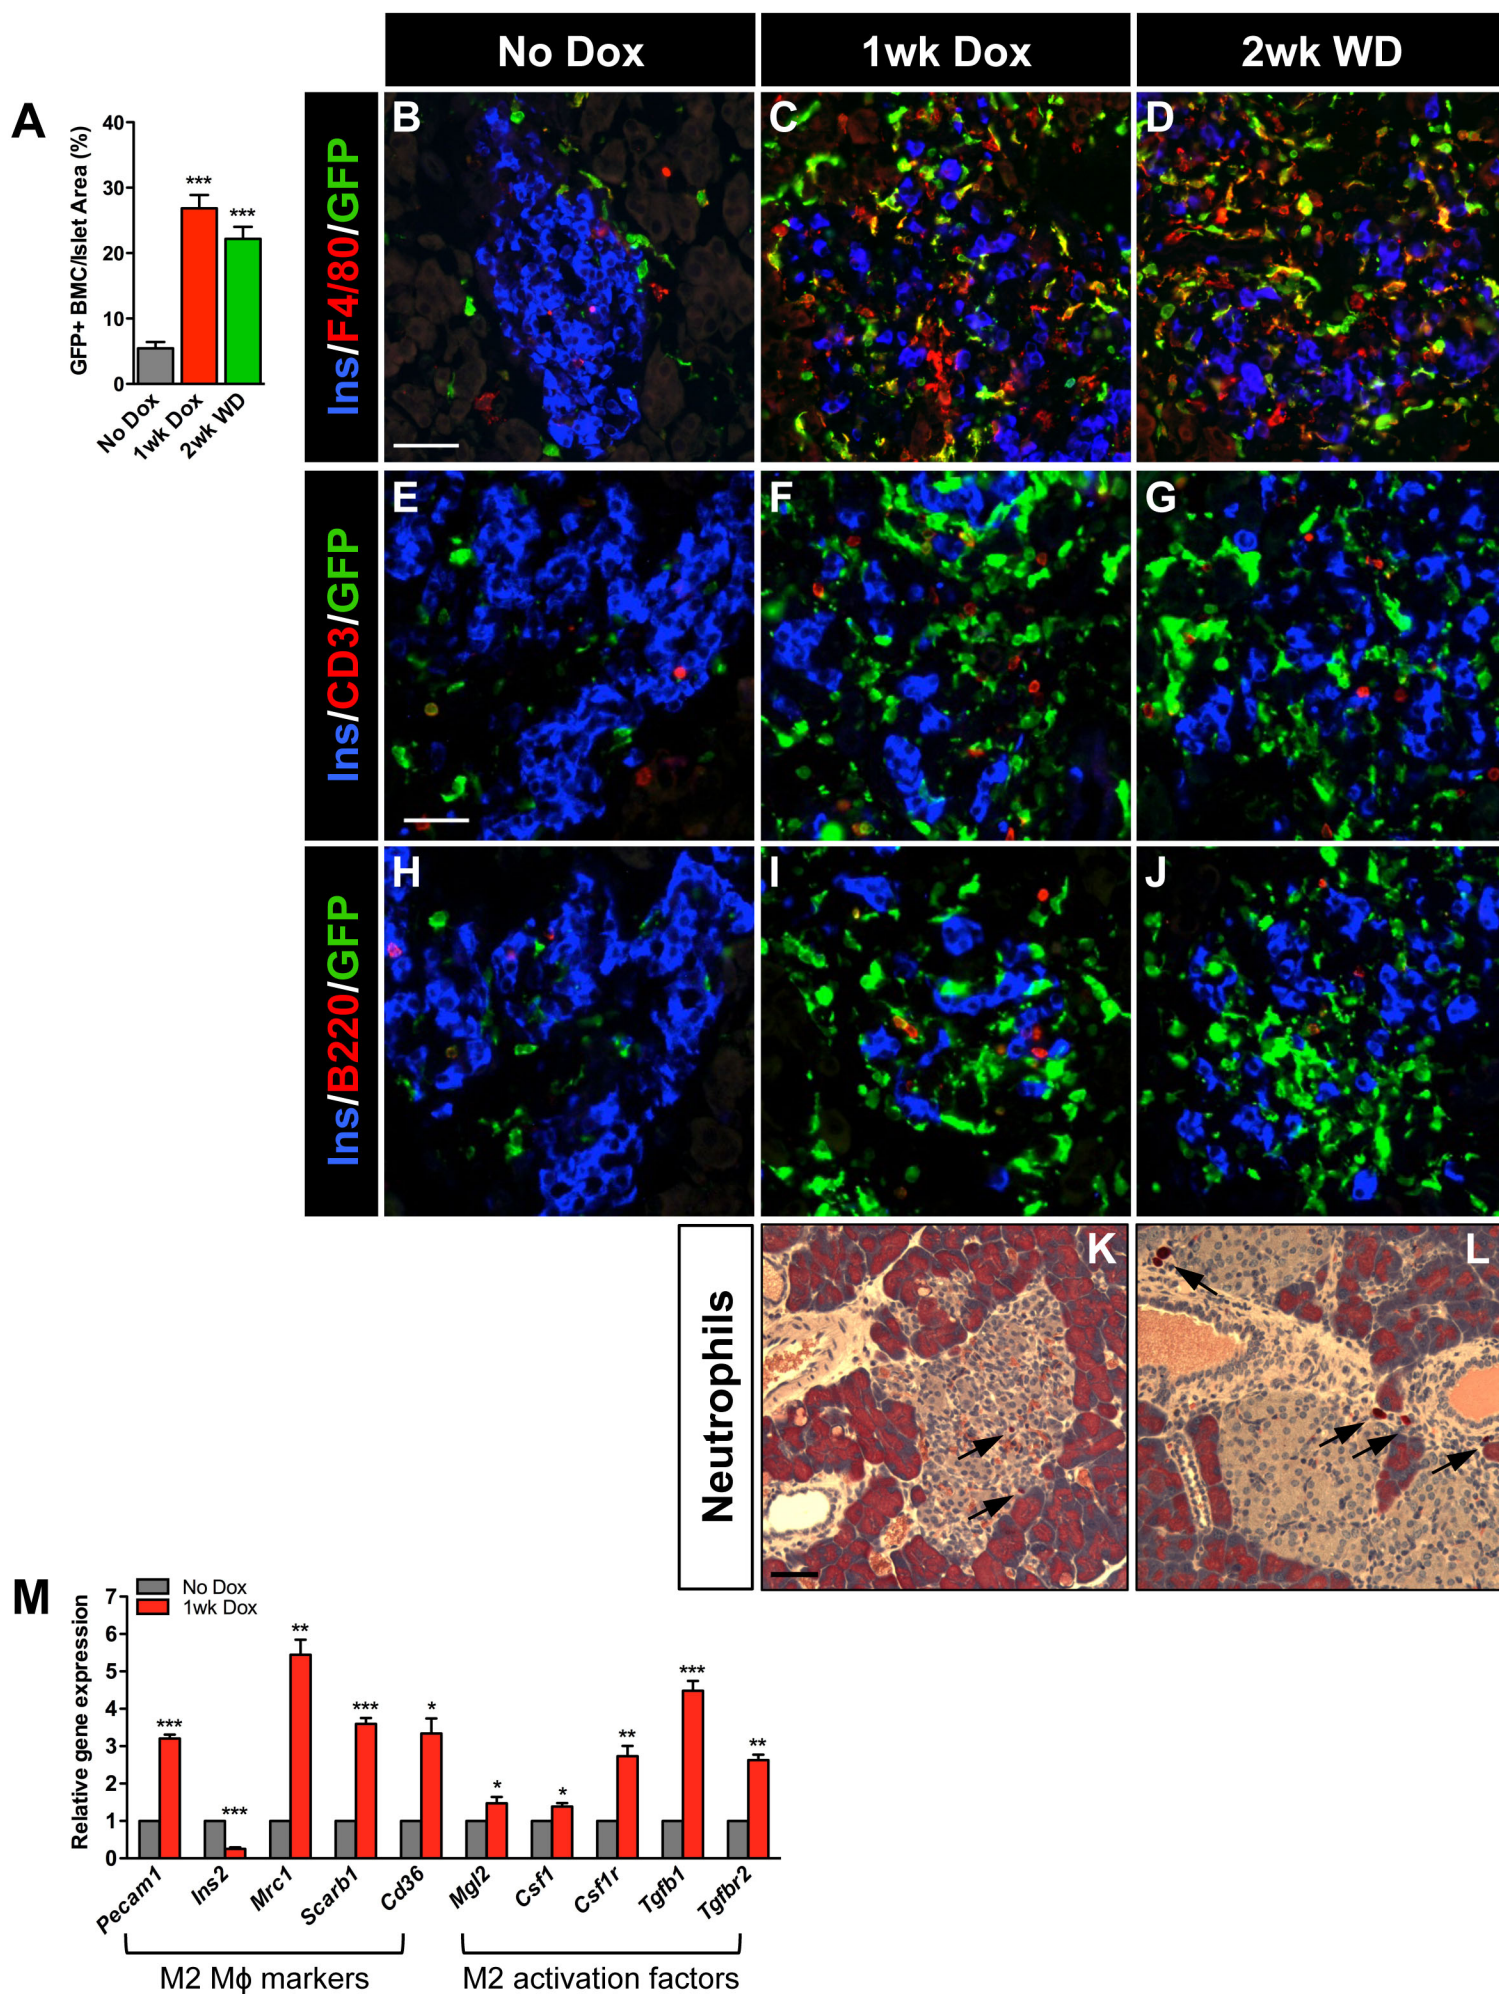 No Dox
1wk Dox
2wk WD
A
GFP+ BMC/Islet Area (%)
40
30
20
10
0
***
***
No Dox
1wk Dox
2wk WD
Ins/F4/80/GFP
B
C
D
Ins/CD3/GFP
E
F
G
Ins/B220/GFP
H
I
J
Neutrophils
K
L
M
No Dox
1wk Dox
Relative gene expression
7
6
5
4
3
2
1
0
***
***
**
***
*
*
*
**
***
**
Pecam1
Ins2
Mrc1
Scarb1
Cd36
Mgl2
Csf1
Csf1r
Tgfb1
Tgfbr2
M2 Mϕ markers
M2 activation factors